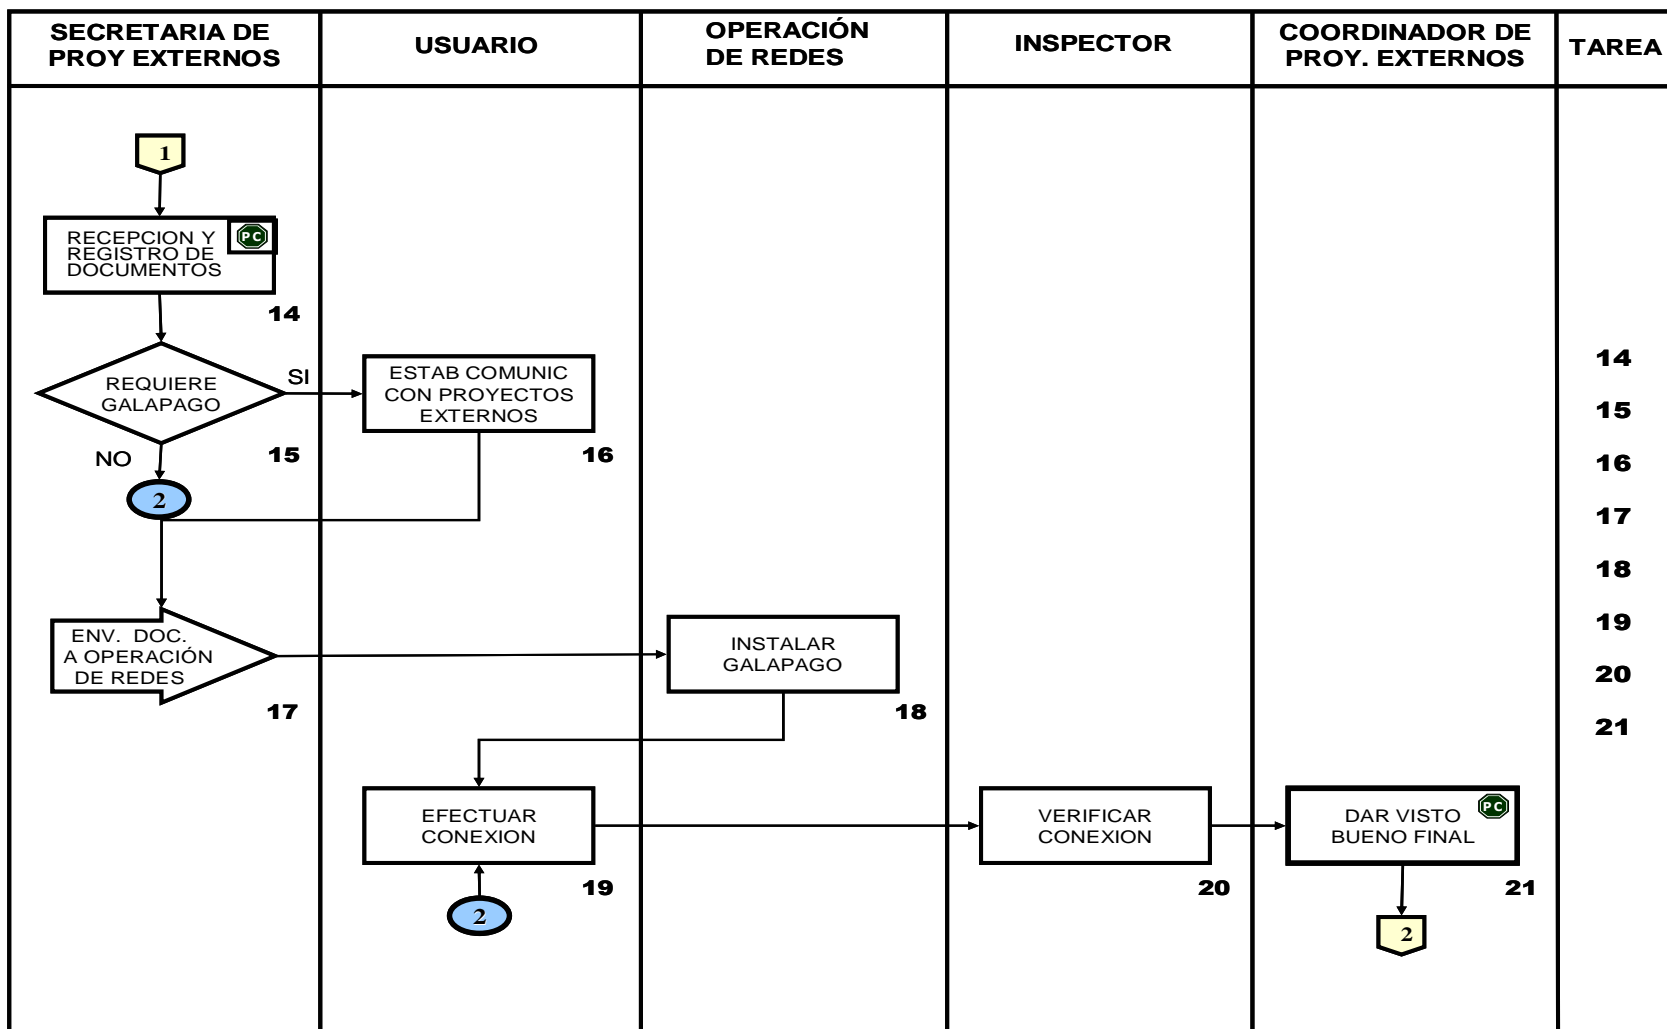 SECRETARIA DE
PROY EXTERNOS
USUARIO
OPERACIÓN
DE REDES
INSPECTOR
COORDINADOR DE
PROY. EXTERNOS
TAREA
1
RECEPCION Y
REGISTRO DE
DOCUMENTOS
PC
14
REQUIERE
GALAPAGO
SI
NO
15
ESTAB COMUNIC
CON PROYECTOS
EXTERNOS
16
2
ENV. DOC.
A OPERACIÓN
DE REDES
17
INSTALAR
GALAPAGO
18
EFECTUAR
CONEXION
19
2
VERIFICAR
CONEXION
20
DAR VISTO
BUENO FINAL
PC
21
2
14
15
16
17
18
19
20
21